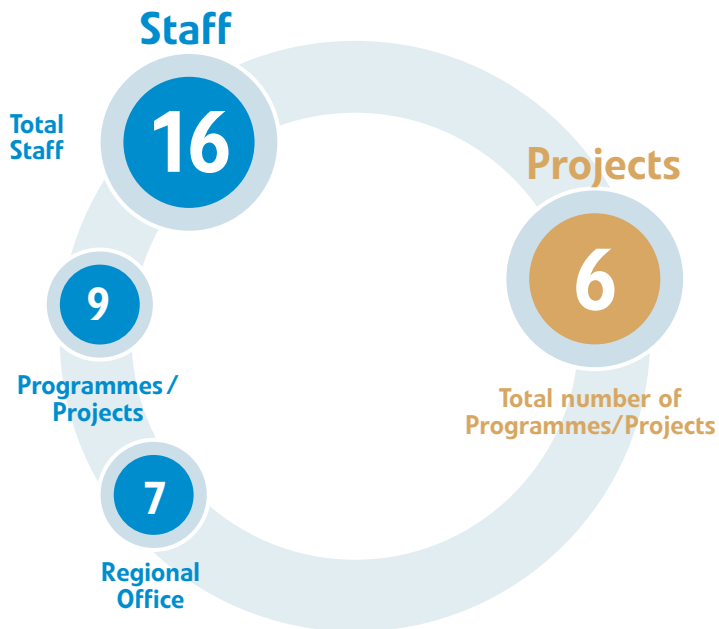 Staff
Total
Staff
16
9
Programmes/
Projects
7
Regional
Office
Projects
6
Total number of
Programmes/Projects